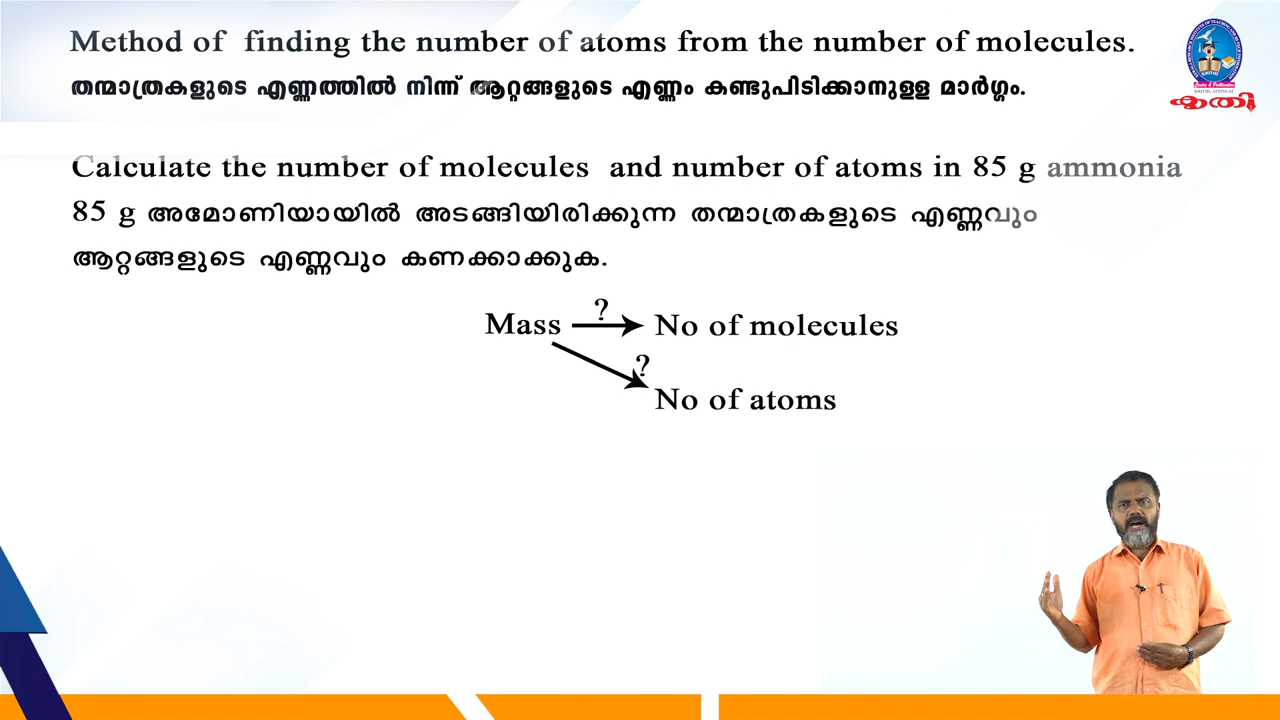 Method of finding the number of atoms from the number of molecules.
തന്മാത്രകളുടെ എണ്ണത്തിൽ നിന്ന് ആറ്റങ്ങളുടെ എണ്ണം കണ്ടുപിടിക്കാനുള്ള മാർഗ്ഗം.
കൃതി
Calculate the number of molecules and number of atoms in 85 g ammonia
85 g അമോണിയായിൽ അടങ്ങിയിരിക്കുന്ന തന്മാത്രകളുടെ എണ്ണവും
ആറ്റങ്ങളുടെ എണ്ണവും കണക്കാക്കുക.
?
Mass No of molecules
?
No of atoms